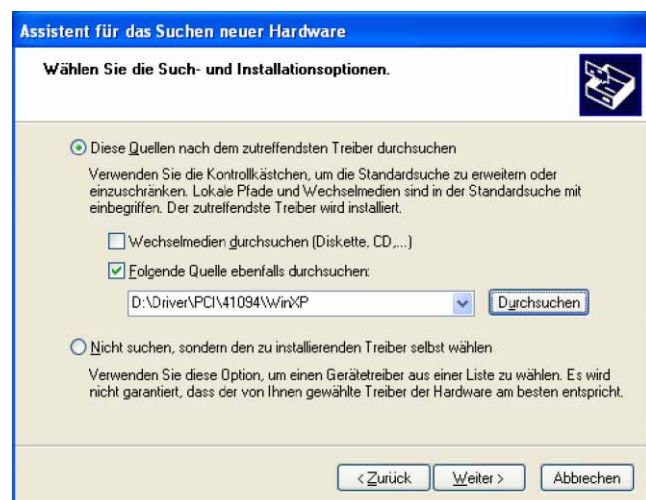 Assistent für das Suchen neuer Hardware
Wählen Sie die Such- und Installationsoptionen.
Diese Quellen nach dem zutreffendsten Treiber durchsuchen
Verwenden Sie die Kontrollkästchen, um die Standardsuche zu erweitern oder
einzuschränken. Lokale Pfade und Wechselmedien sind in der Standardsuche mit
einbegriffen. Der zutreffendste Treiber wird installiert.
Wechselmedien durchsuchen (Diskette, CD,...)
Folgende Quelle ebenfalls durchsuchen:
D:\Driver\PCI\41094\WinXP
Durchsuchen
Nicht suchen, sondern den zu installierenden Treiber selbst wählen
Verwenden Sie diese Option, um einen Gerätetreiber aus einer Liste zu wählen. Es wird
nicht garantiert, dass der von Ihnen gewählte Treiber der Hardware am besten entspricht.
< Zurück Weiter > Abbrechen